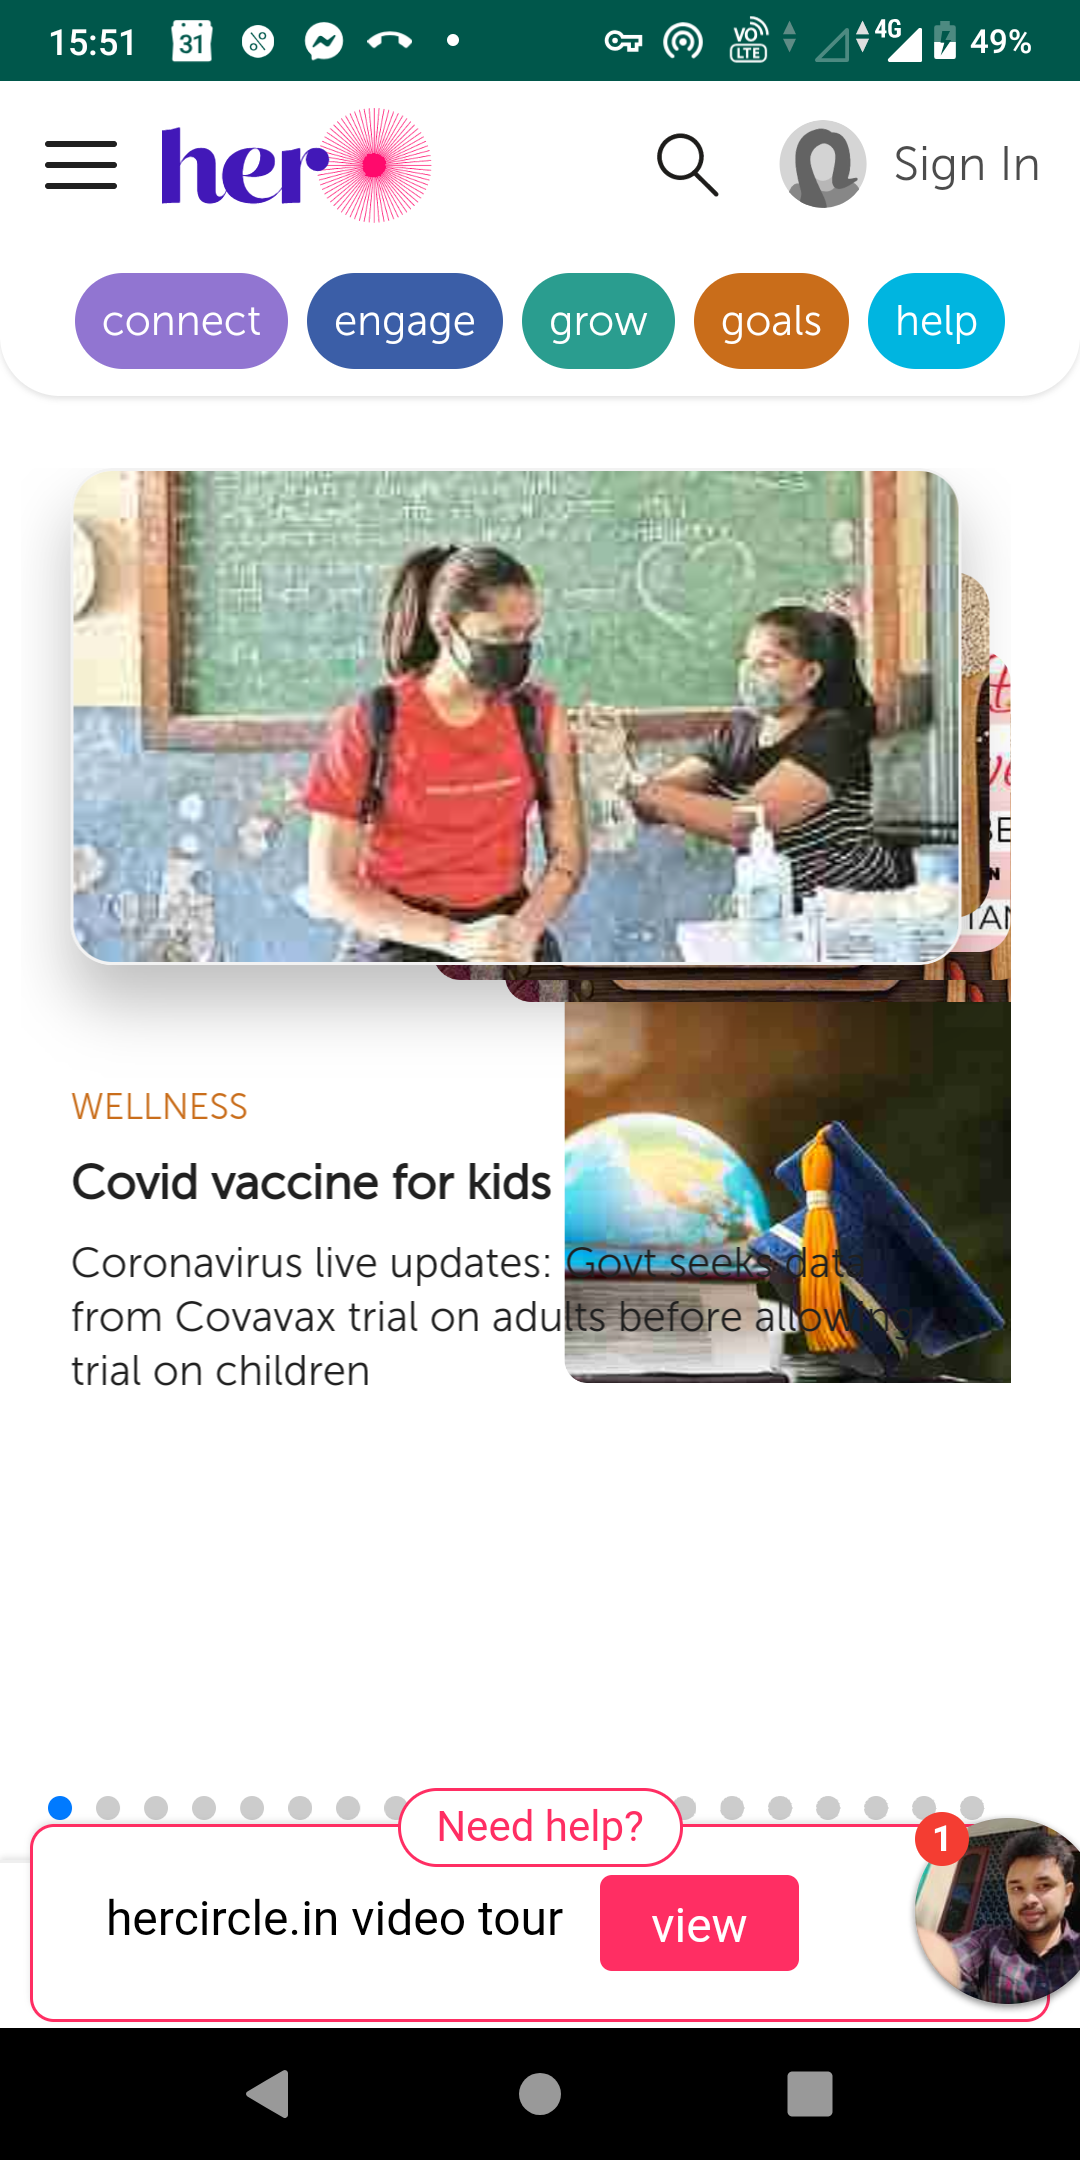 15:51 31 VO LTE 4G 49%
her Sign In
connect engage grow goals help
WELLNESS
Covid vaccine for kids
Coronavirus live updates: Govt seeks data
from Covavax trial on adults before allowing
trial on children
Need help?
1
hercircle.in video tour view